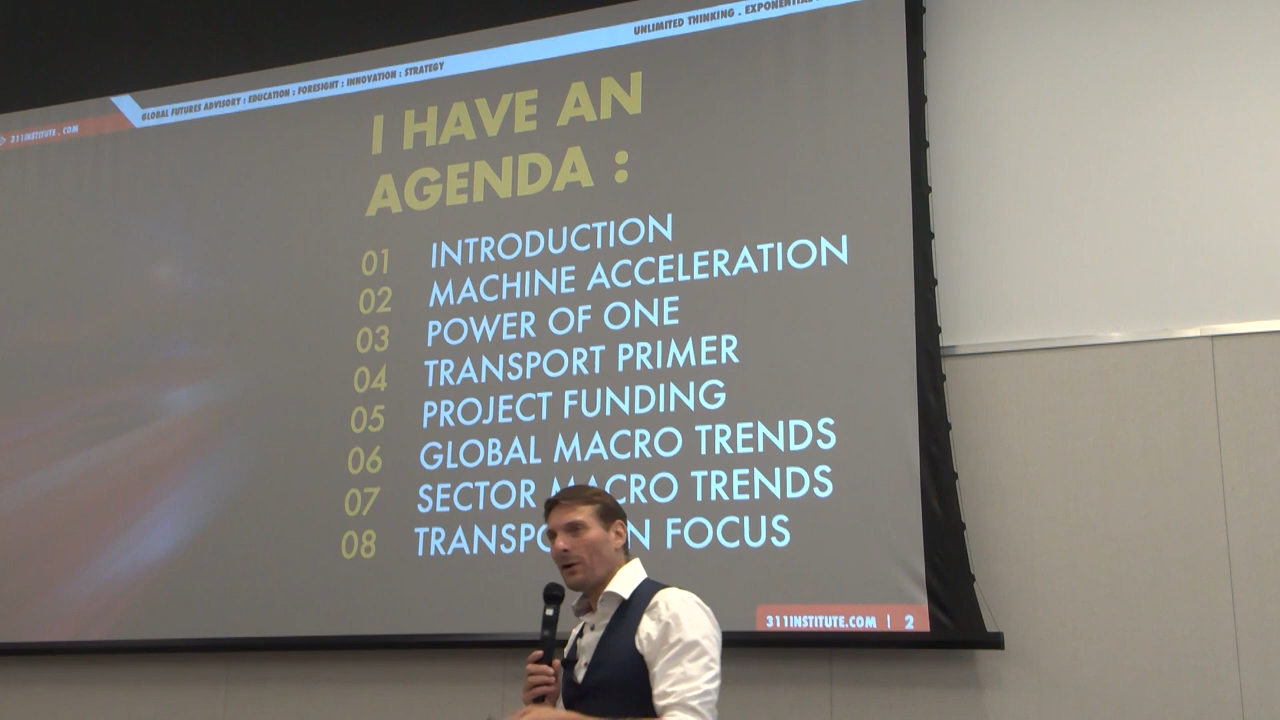 UNLIMITED THINKING . EXPONENTIAL
GLOBAL FUTURES ADVISORY : EDUCATION : FORESIGHT : INNOVATION : STRATEGY
311INSTITUTE . COM
I HAVE AN
AGENDA :
01 INTRODUCTION
02 MACHINE ACCELERATION
03 POWER OF ONE
04 TRANSPORT PRIMER
05 PROJECT FUNDING
06 GLOBAL MACRO TRENDS
07 SECTOR MACRO TRENDS
08 FOCUS
311INSTITUTE.COM | 2